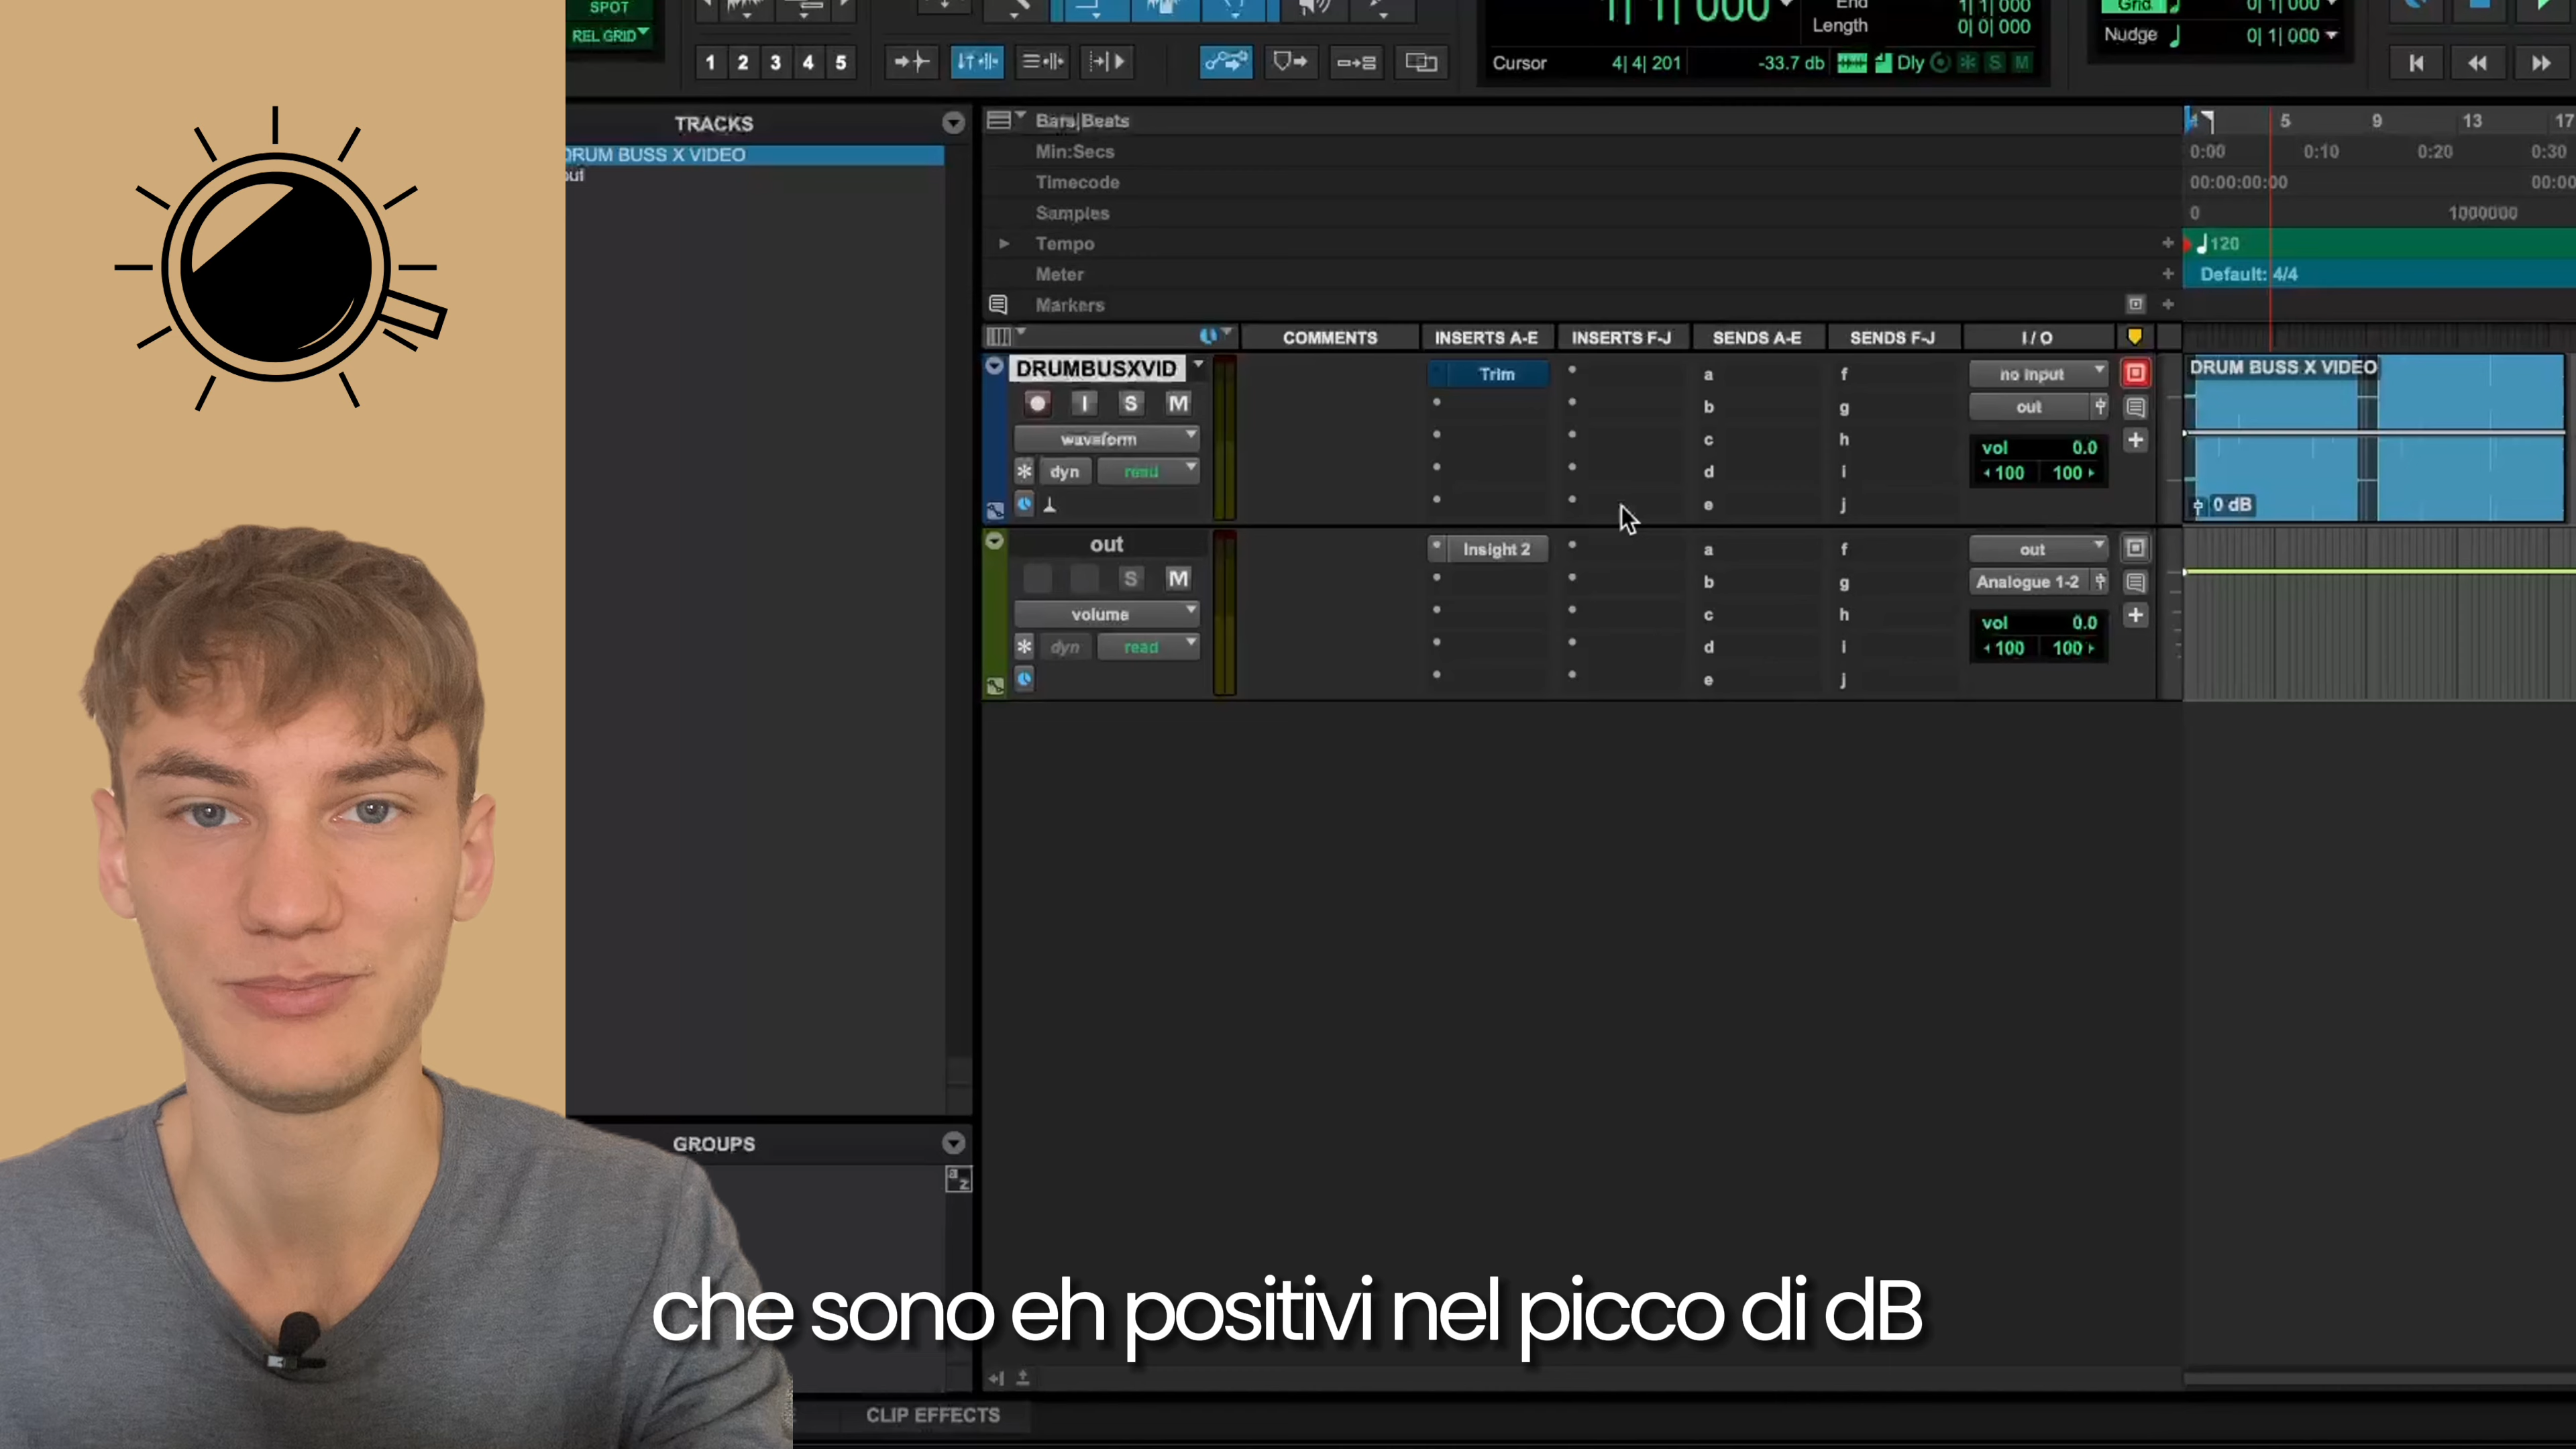 SPOT
REL GRID
1 2 3 4 5
1| 1| 000
End 1| 1| 000
Length 0| 0| 000
Cursor 4| 4| 201 -33.7 db Dly S M
Grid 0| 1| 000
Nudge 0| 1| 000
TRACKS
DRUM BUSS X VIDEO
out
Bars|Beats
5 9 13 17
Min:Secs
0:00 0:10 0:20 0:30
Timecode
00:00:00:00 00:00
Samples
0 1000000
Tempo
120
Meter
Default: 4/4
Markers
COMMENTS INSERTS A-E INSERTS F-J SENDS A-E SENDS F-J I / O
DRUMBUSXVID
Trim
a f
no input
DRUM BUSS X VIDEO
I S M
b g
out
waveform
c h
vol 0.0
dyn read
d i
100 100
e j
0 dB
out
Insight 2
a f
out
S M
b g
Analogue 1-2
volume
c h
vol 0.0
dyn read
d i
100 100
e j
GROUPS
a z
che sono eh positivi nel picco di dB
CLIP EFFECTS